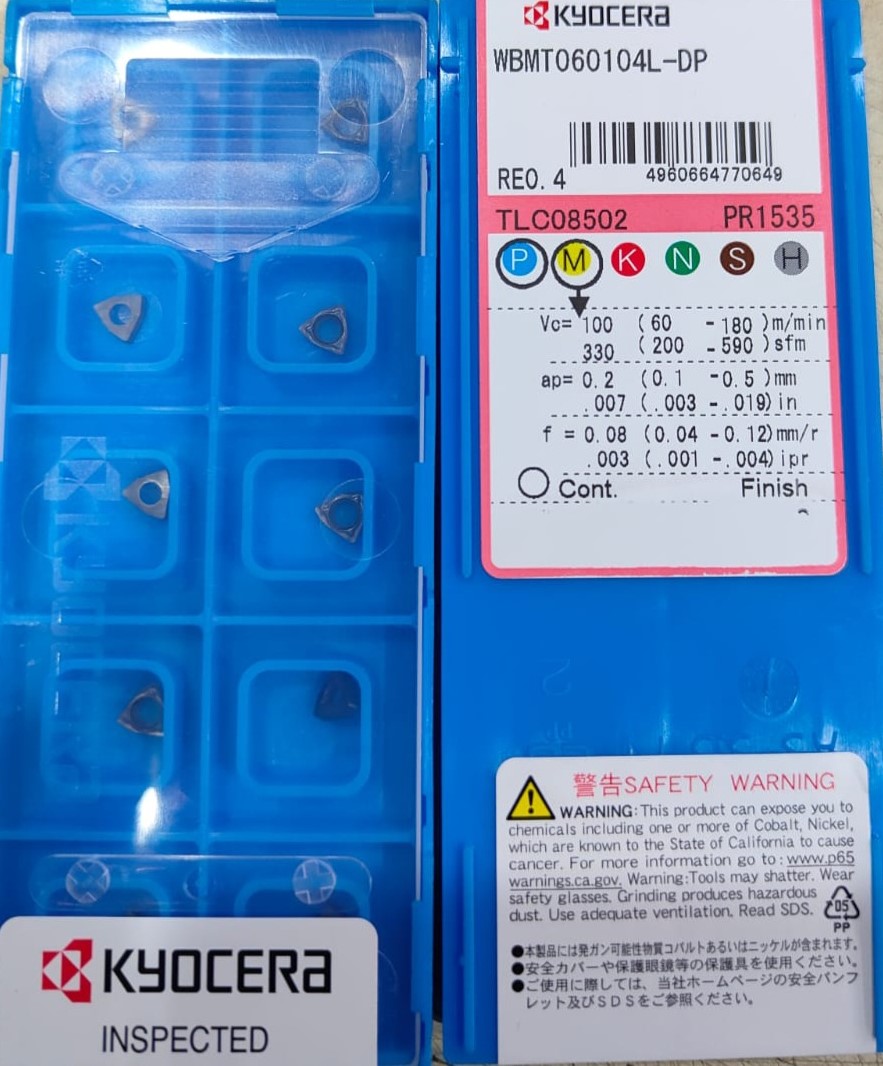 KYOCERA
INSPECTED
KYOCERA
WBMT060104L-DP
RE0.4
4960664770649
TLC08502 PR1535
P M K N S H
Vc= 100 ( 60 - 180 )m/min
330 ( 200 - 590 )sfm
ap= 0.2 (0.1 -0.5 )mm
.007 (.003 -.019)in
f = 0.08 (0.04 -0.12)mm/r
.003 (.001 -.004)ipr
Cont. Finish
警告SAFETY WARNING
WARNING:This product can expose you to
chemicals including one or more of Cobalt, Nickel,
which are known to the State of California to cause
cancer. For more information go to:www.p65
warnings.ca.gov. Warning:Tools may shatter. Wear
safety glasses. Grinding produces hazardous
dust. Use adequate ventilation. Read SDS.
05
PP
●本製品には発ガン可能性物質コバルトあるいはニッケルが含まれます。
●安全カバーや保護眼鏡等の保護具を使用ください。
●ご使用に際しては、当社ホームページの安全パンフ
レット及びSDSをご参照ください。